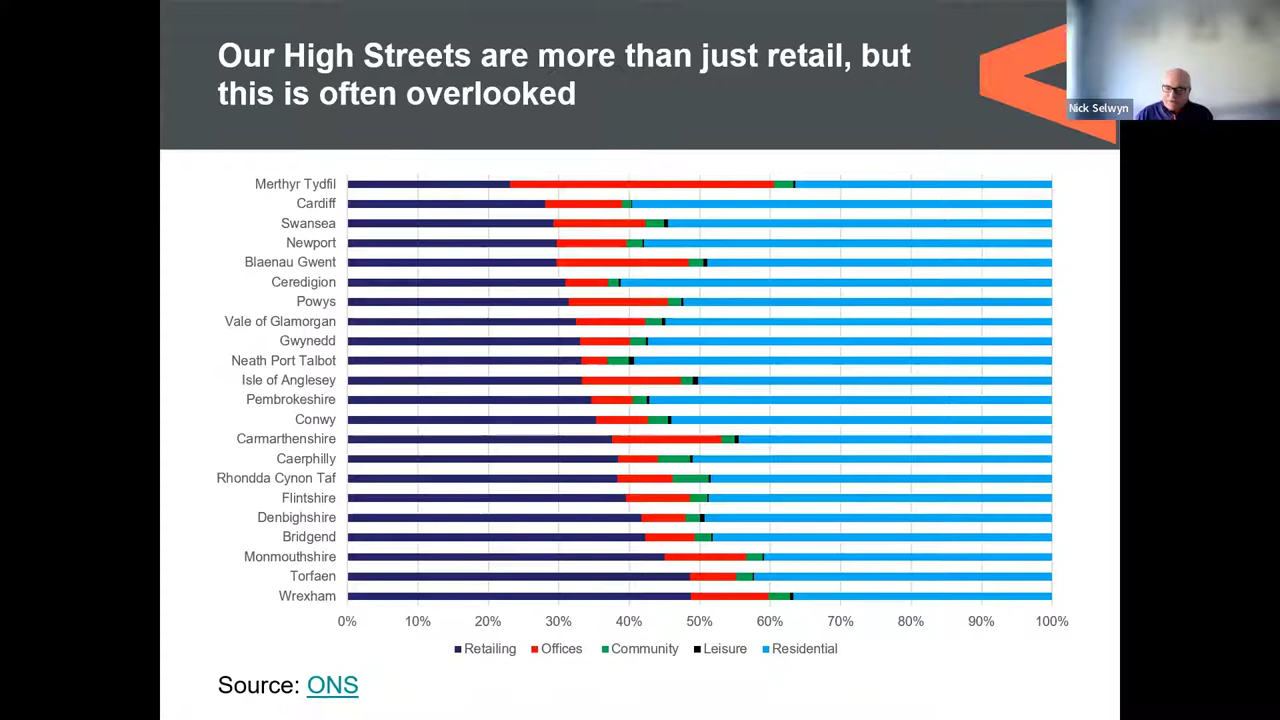 Our High Streets are more than just retail, but
this is often overlooked
Nick Selwyn
Merthyr Tydfil
Cardiff
Swansea
Newport
Blaenau Gwent
Ceredigion
Powys
Vale of Glamorgan
Gwynedd
Neath Port Talbot
Isle of Anglesey
Pembrokeshire
Conwy
Carmarthenshire
Caerphilly
Rhondda Cynon Taf
Flintshire
Denbighshire
Bridgend
Monmouthshire
Torfaen
Wrexham
0% 10% 20% 30% 40% 50% 60% 70% 80% 90% 100%
Retailing Offices Community Leisure Residential
Source: ONS